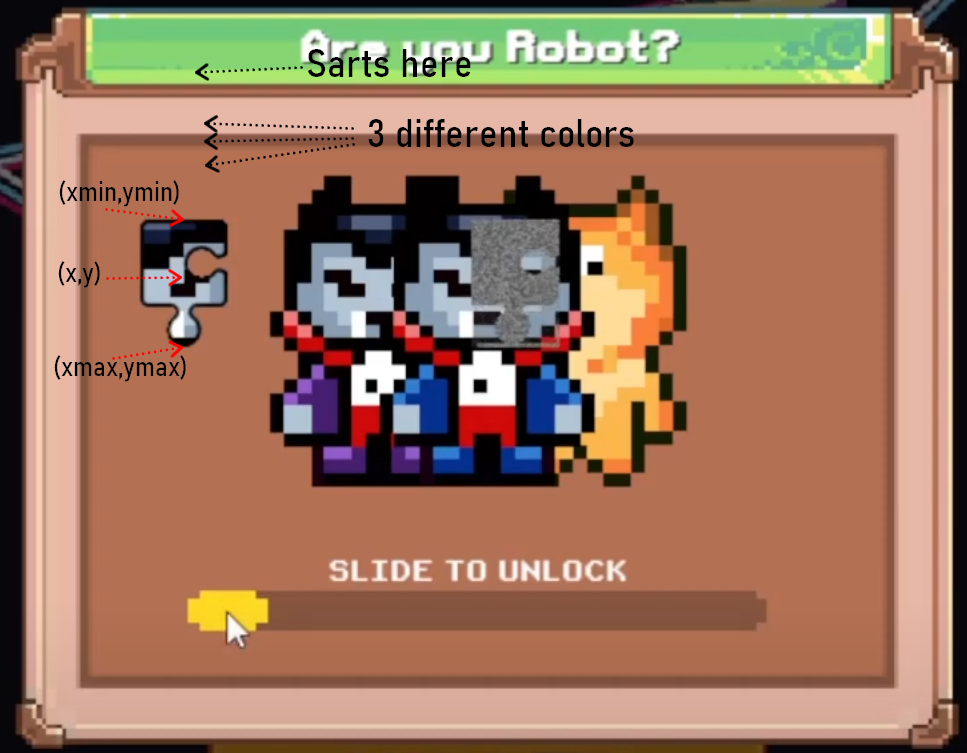 Are you Robot?
Sarts here
3 different colors
(xmin,ymin)
(x,y)
(xmax,ymax)
SLIDE TO UNLOCK